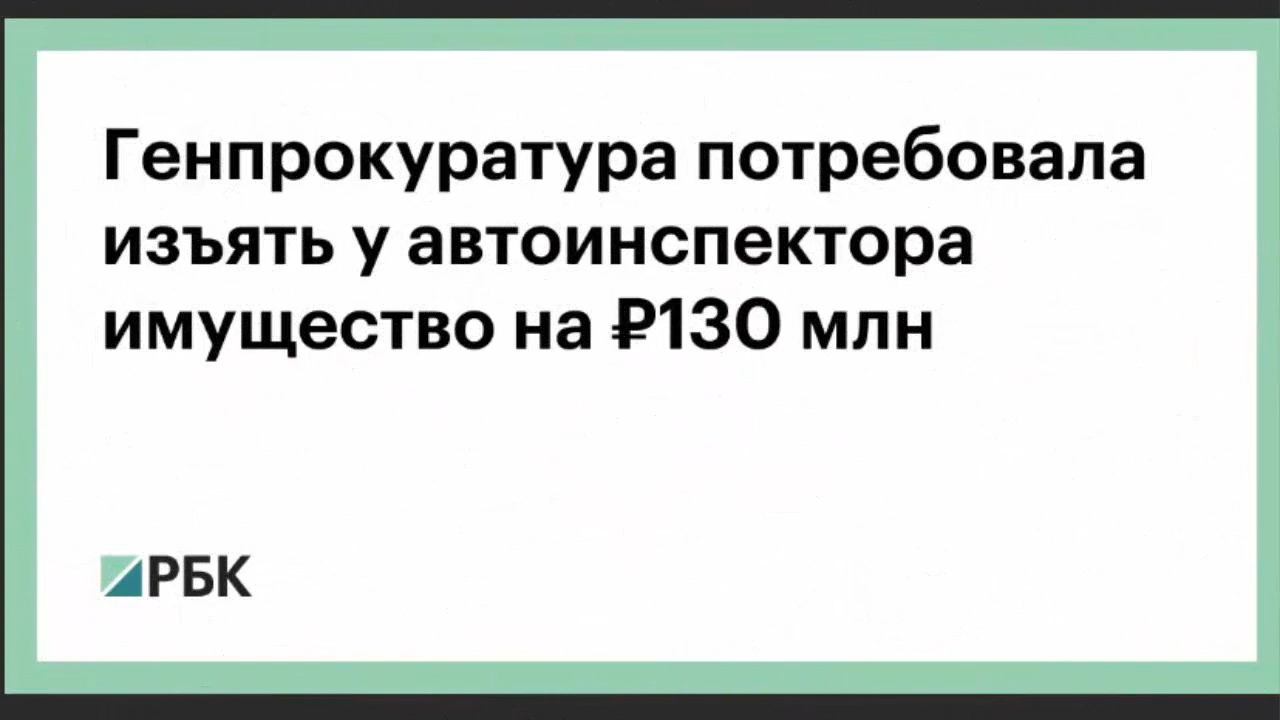 Генпрокуратура потребовала
изъять у автоинспектора
имущество на ₽130 млн
РБК